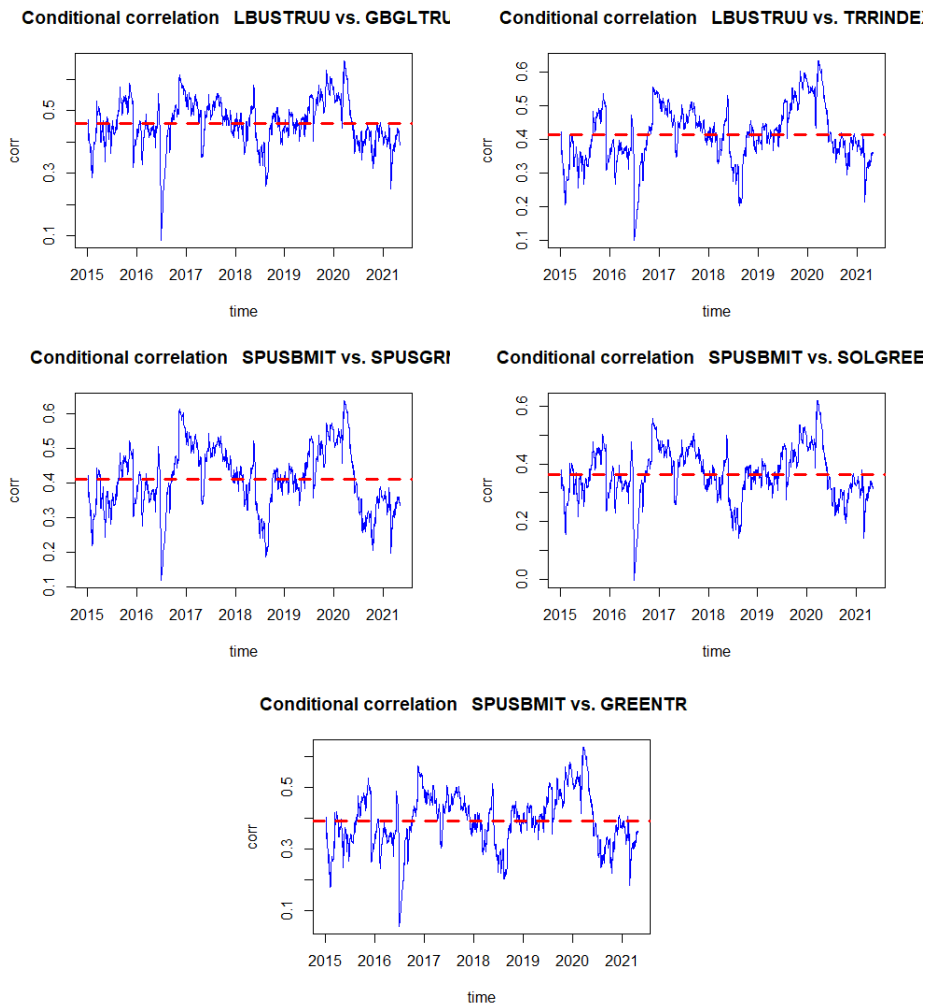 Conditional correlation   LBUSTRUU vs. GBGLTRU
corr
0.1 0.3 0.5
2015 2016 2017 2018 2019 2020 2021
time
Conditional correlation   LBUSTRUU vs. TRRINDE
corr
0.1 0.2 0.3 0.4 0.5 0.6
2015 2016 2017 2018 2019 2020 2021
time
Conditional correlation   SPUSBMIT vs. SPUSGRN
corr
0.1 0.2 0.3 0.4 0.5 0.6
2015 2016 2017 2018 2019 2020 2021
time
Conditional correlation   SPUSBMIT vs. SOLGREE
corr
0.0 0.2 0.4 0.6
2015 2016 2017 2018 2019 2020 2021
time
Conditional correlation   SPUSBMIT vs. GREENTR
corr
0.1 0.3 0.5
2015 2016 2017 2018 2019 2020 2021
time